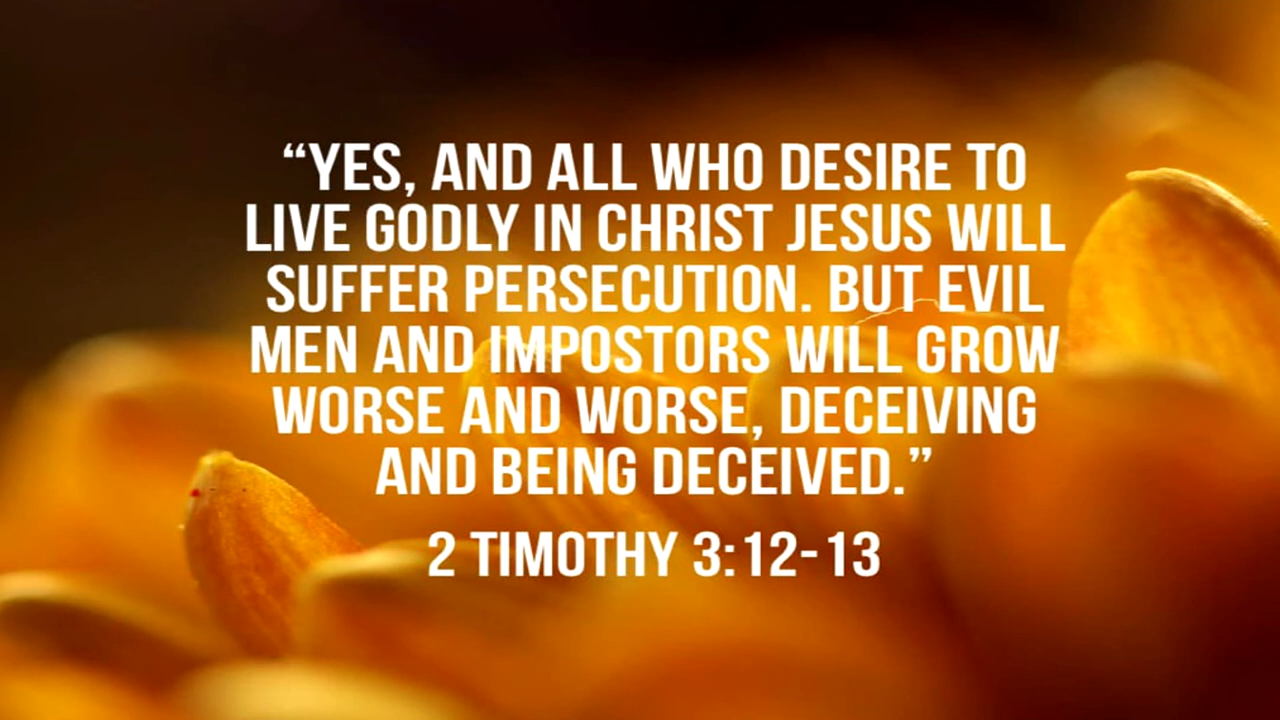 “YES, AND ALL WHO DESIRE TO
LIVE GODLY IN CHRIST JESUS WILL
SUFFER PERSECUTION. BUT EVIL
MEN AND IMPOSTORS WILL GROW
WORSE AND WORSE, DECEIVING
AND BEING DECEIVED.”
2 TIMOTHY 3:12-13